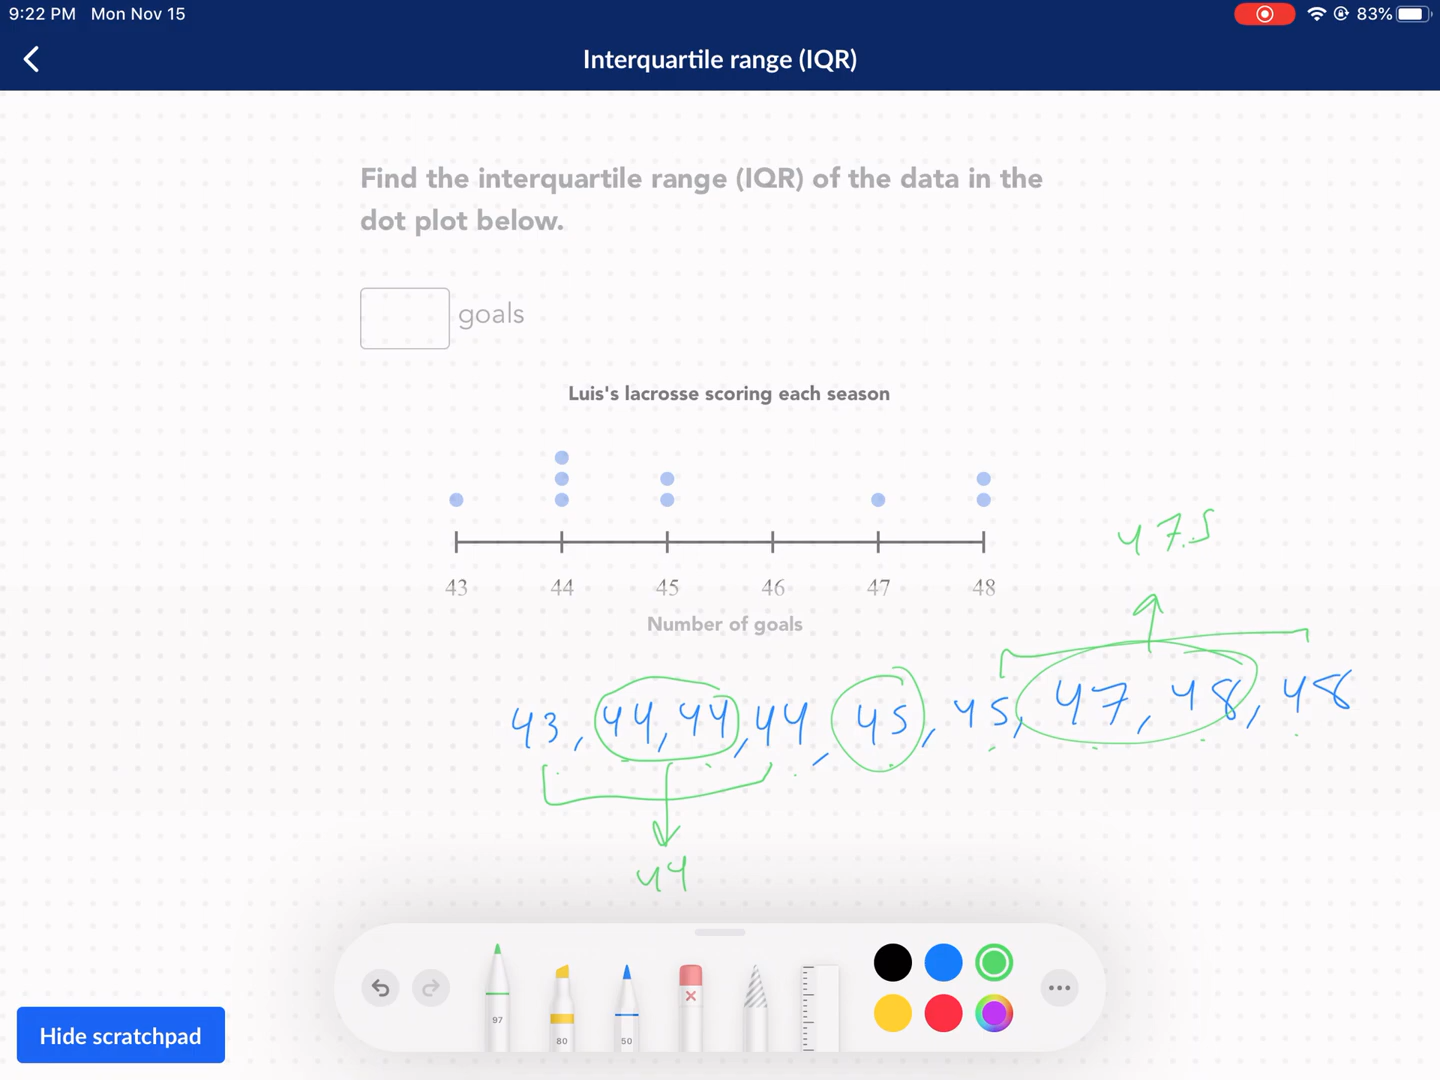 9:22 PM Mon Nov 15
83%
Interquartile range (IQR)
Find the interquartile range (IQR) of the data in the
dot plot below.
goals
Luis's lacrosse scoring each season
47.5
43 44 45 46 47 48
Number of goals
43, 44, 44, 44, 45, 45, 47, 48, 48
44
97
80
50
Hide scratchpad